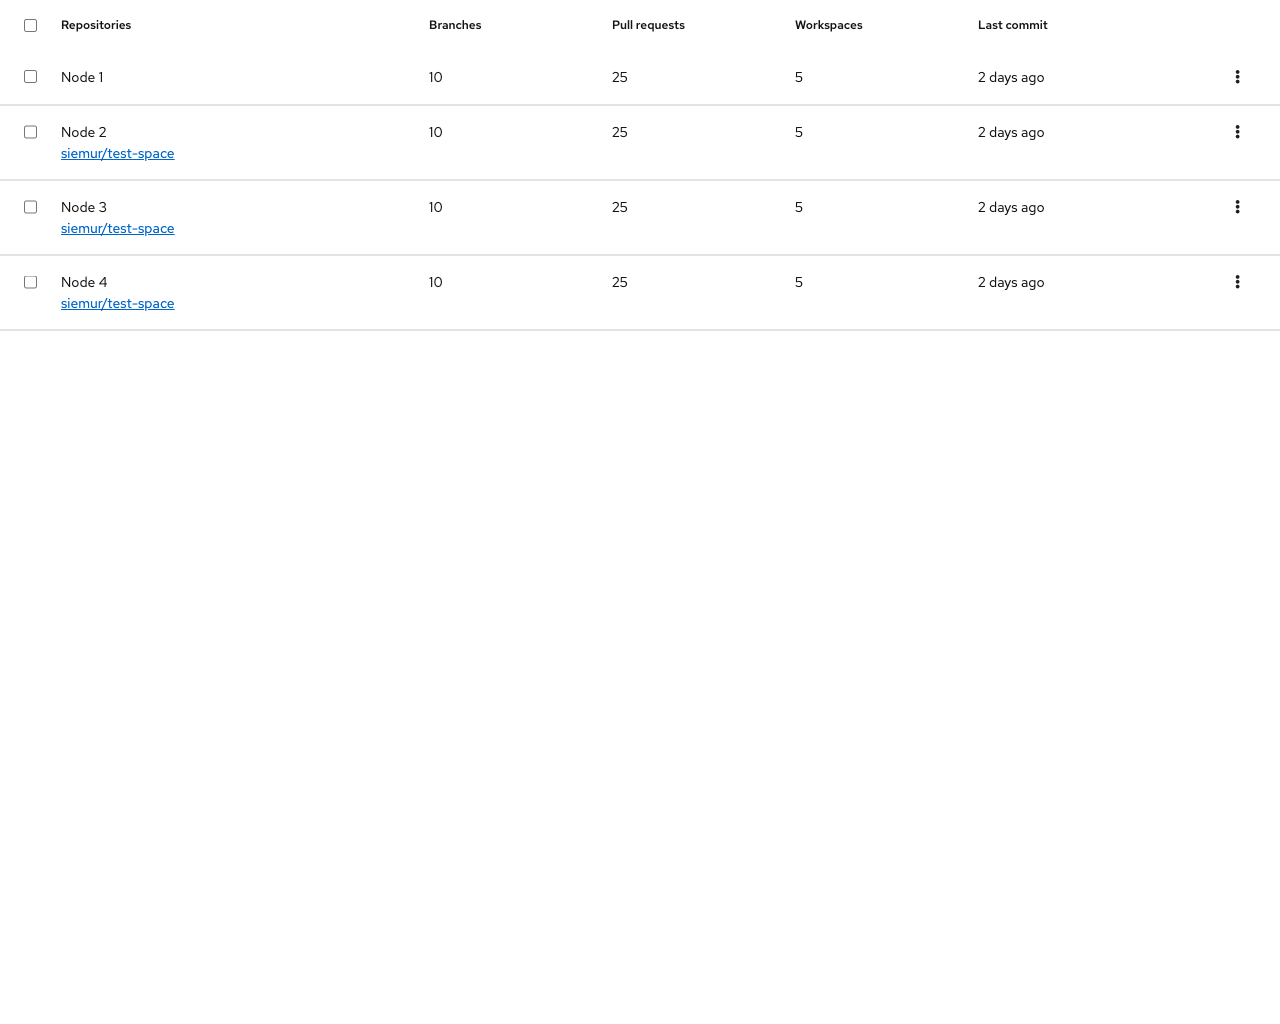 Repositories Branches Pull requests Workspaces Last commit
Node 1 10 25 5 2 days ago
Node 2 10 25 5 2 days ago
siemur/test-space
Node 3 10 25 5 2 days ago
siemur/test-space
Node 4 10 25 5 2 days ago
siemur/test-space